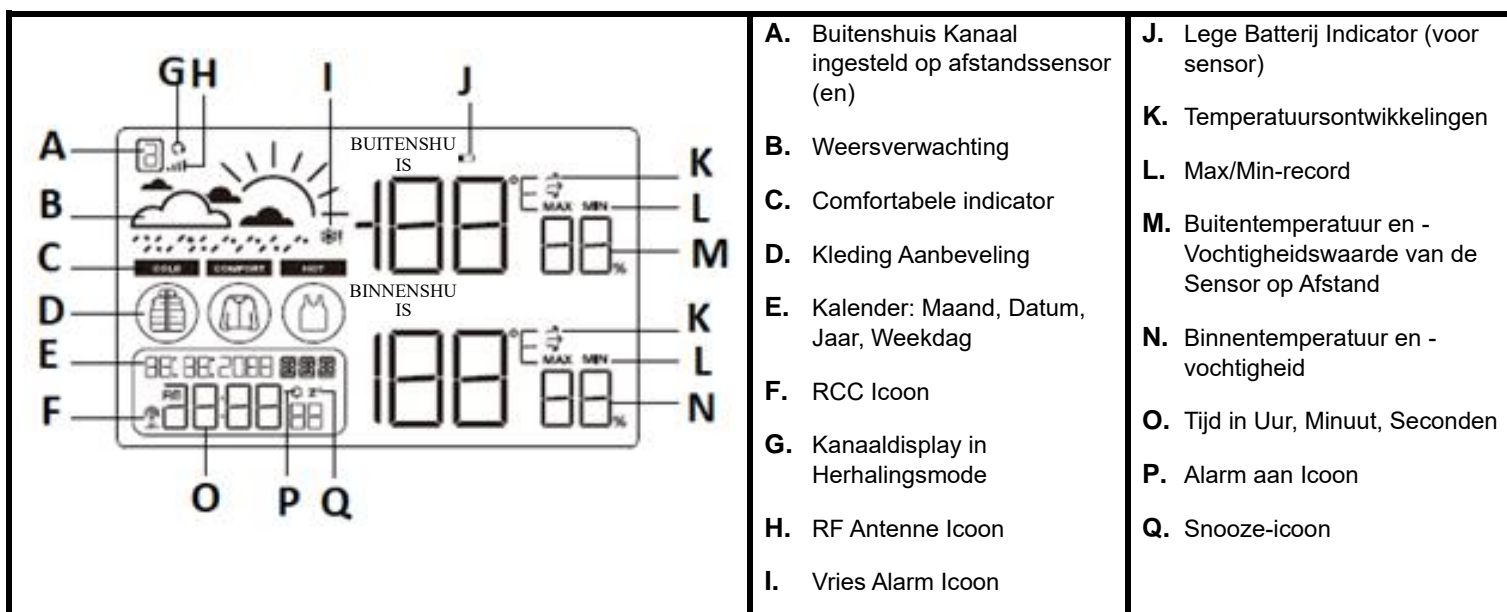 G H I J
A BUITENSHU
IS
K
B MAX MIN L
C COLD COMFORT HOT % M
D BINNENSHU
IS
K
E MAX MIN L
F % N
O P Q
A. Buitenshuis Kanaal
ingesteld op afstandssensor
(en)
B. Weersverwachting
C. Comfortabele indicator
D. Kleding Aanbeveling
E. Kalender: Maand, Datum,
Jaar, Weekdag
F. RCC Icoon
G. Kanaaldisplay in
Herhalingsmode
H. RF Antenne Icoon
I. Vries Alarm Icoon
J. Lege Batterij Indicator (voor
sensor)
K. Temperatuursontwikkelingen
L. Max/Min-record
M. Buitentemperatuur en -
Vochtigheidswaarde van de
Sensor op Afstand
N. Binnentemperatuur en -
vochtigheid
O. Tijd in Uur, Minuut, Seconden
P. Alarm aan Icoon
Q. Snooze-icoon